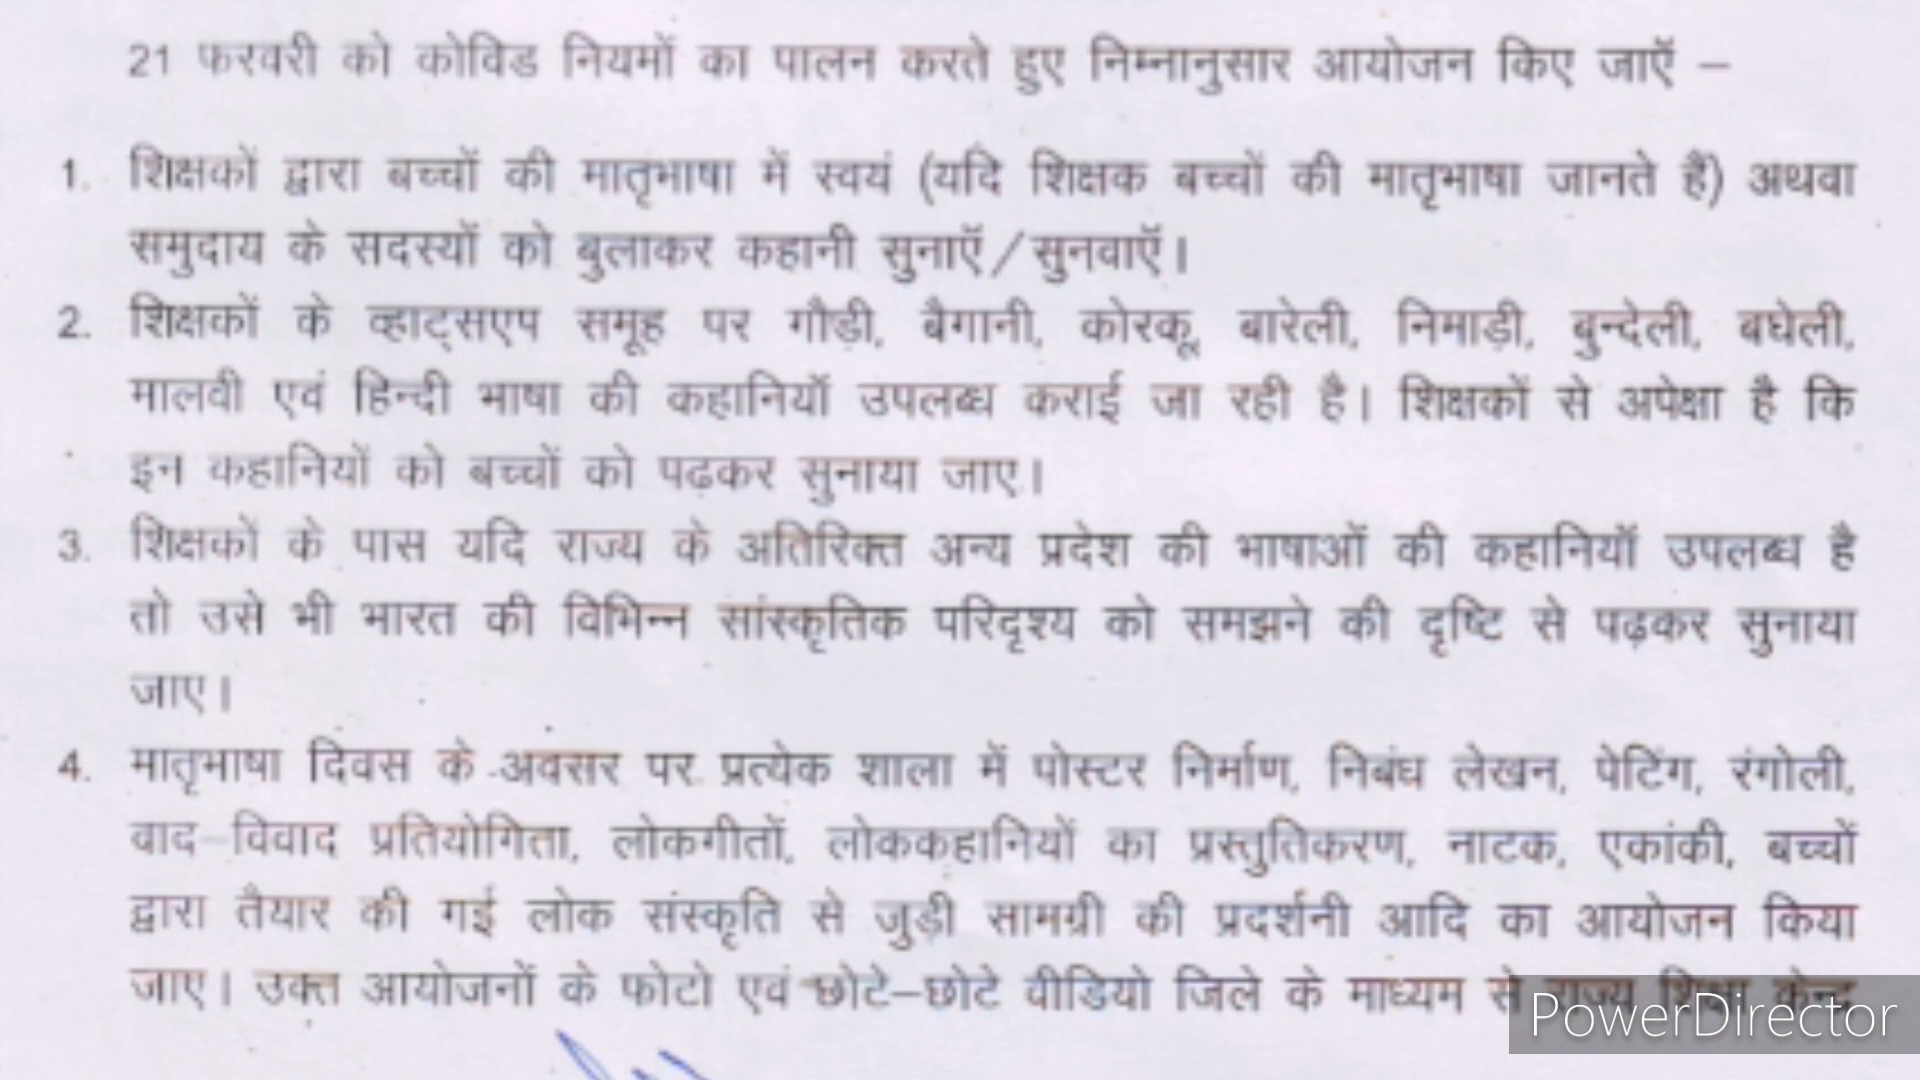 21 फरवरी को कोविड नियमों का पालन करते हुए निम्नानुसार आयोजन किए जाऍ –
1. शिक्षकों द्वारा बच्चों की मातृभाषा में स्वयं (यदि शिक्षक बच्चों की मातृभाषा जानते हैं) अथवा
समुदाय के सदस्यों को बुलाकर कहानी सुनाऍ/सुनवाऍ।
2. शिक्षकों के व्हाट्सएप समूह पर गौड़ी, बैगानी, कोरकू, बारेली, निमाड़ी, बुन्देली, बघेली,
मालवी एवं हिन्दी भाषा की कहानियॉ उपलब्ध कराई जा रही है। शिक्षकों से अपेक्षा है कि
इन कहानियों को बच्चों को पढ़कर सुनाया जाए।
3. शिक्षकों के पास यदि राज्य के अतिरिक्त अन्य प्रदेश की भाषाओं की कहानियॉ उपलब्ध है
तो उसे भी भारत की विभिन्न सांस्कृतिक परिदृश्य को समझने की दृष्टि से पढ़कर सुनाया
जाए।
4. मातृभाषा दिवस के अवसर पर प्रत्येक शाला में पोस्टर निर्माण, निबंध लेखन, पेटिंग, रंगोली,
वाद–विवाद प्रतियोगिता, लोकगीतों, लोककहानियों का प्रस्तुतिकरण, नाटक, एकांकी, बच्चों
द्वारा तैयार की गई लोक संस्कृति से जुड़ी सामग्री की प्रदर्शनी आदि का आयोजन किया
जाए। उक्त आयोजनों के फोटो एवं छोटे–छोटे वीडियो जिले के माध्यम से राज्य शिक्षा केन्द्र
PowerDirector